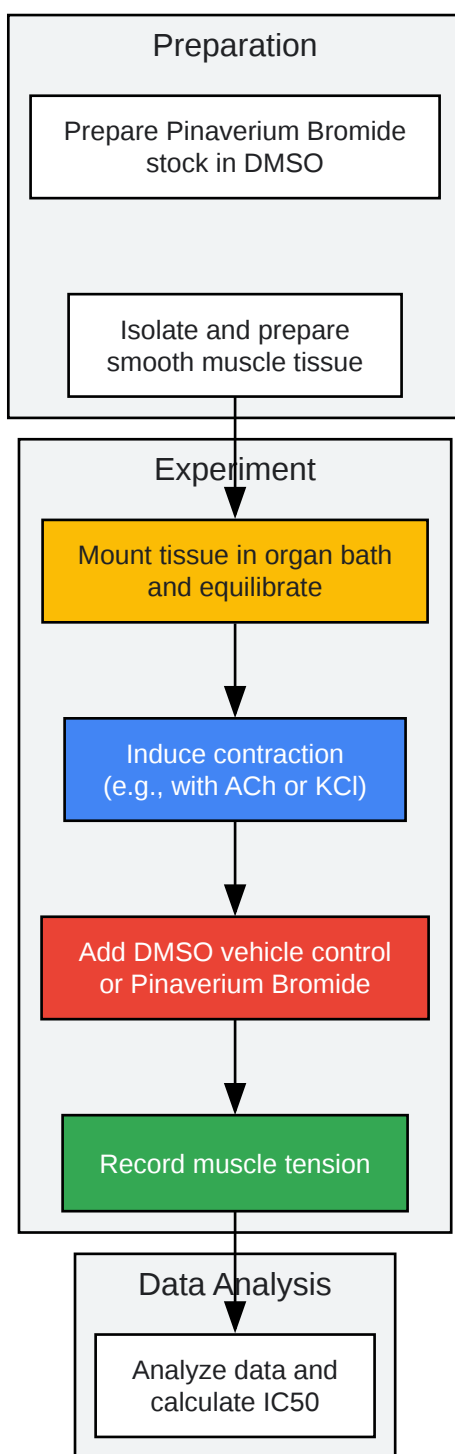 Preparation
Prepare Pinaverium Bromide
stock in DMSO
Isolate and prepare
smooth muscle tissue
Experiment
Mount tissue in organ bath
and equilibrate
Induce contraction
(e.g., with ACh or KCl)
Add DMSO vehicle control
or Pinaverium Bromide
Record muscle tension
Data Analysis
Analyze data and
calculate IC50